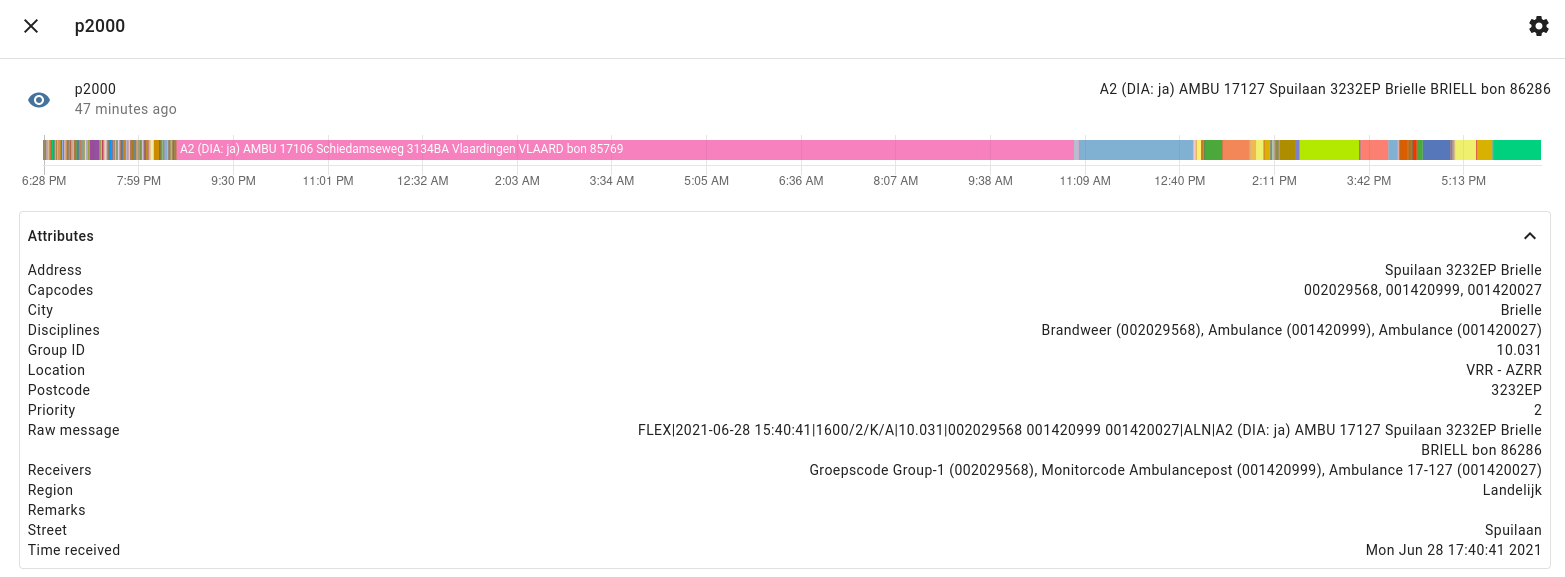 p2000
p2000
47 minutes ago
A2 (DIA: ja) AMBU 17127 Spuilaan 3232EP Brielle BRIELL bon 86286
A2 (DIA: ja) AMBU 17106 Schiedamseweg 3134BA Vlaardingen VLAARD bon 85769
6:28 PM 7:59 PM 9:30 PM 11:01 PM 12:32 AM 2:03 AM 3:34 AM 5:05 AM 6:36 AM 8:07 AM 9:38 AM 11:09 AM 12:40 PM 2:11 PM 3:42 PM 5:13 PM
Attributes
Address Spuilaan 3232EP Brielle
Capcodes 002029568, 001420999, 001420027
City Brielle
Disciplines Brandweer (002029568), Ambulance (001420999), Ambulance (001420027)
Group ID 10.031
Location VRR - AZRR
Postcode 3232EP
Priority 2
Raw message FLEX|2021-06-28 15:40:41|1600/2/K/A|10.031|002029568 001420999 001420027|ALN|A2 (DIA: ja) AMBU 17127 Spuilaan 3232EP Brielle
BRIELL bon 86286
Receivers Groepscode Group-1 (002029568), Monitorcode Ambulancepost (001420999), Ambulance 17-127 (001420027)
Region Landelijk
Remarks
Street Spuilaan
Time received Mon Jun 28 17:40:41 2021